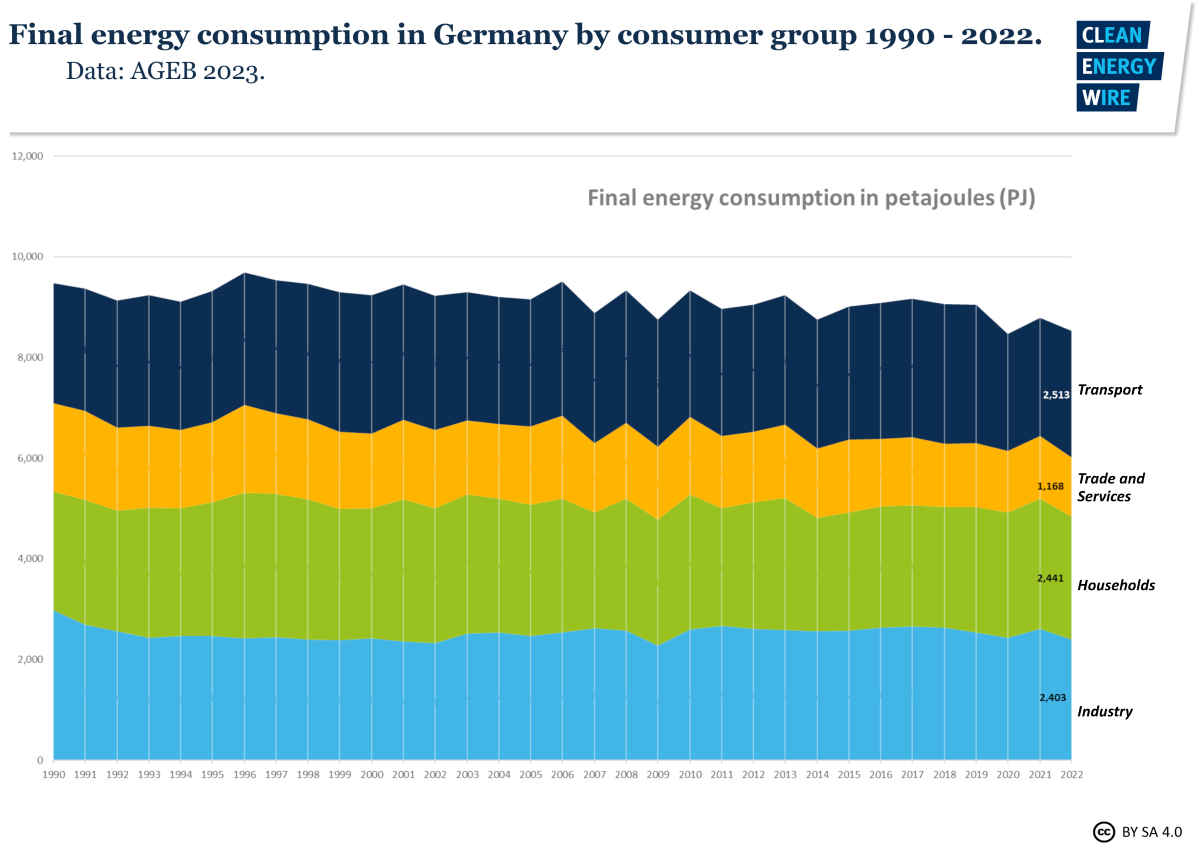 Final energy consumption in Germany by consumer group 1990 - 2022.
Data: AGEB 2023.
CLEAN
ENERGY
WIRE
12,000
Final energy consumption in petajoules (PJ)
10,000
8,000
6,000
4,000
2,000
0
2,513
Transport
1,168
Trade and
Services
2,441
Households
2,403
Industry
1990 1991 1992 1993 1994 1995 1996 1997 1998 1999 2000 2001 2002 2003 2004 2005 2006 2007 2008 2009 2010 2011 2012 2013 2014 2015 2016 2017 2018 2019 2020 2021 2022
cc BY SA 4.0